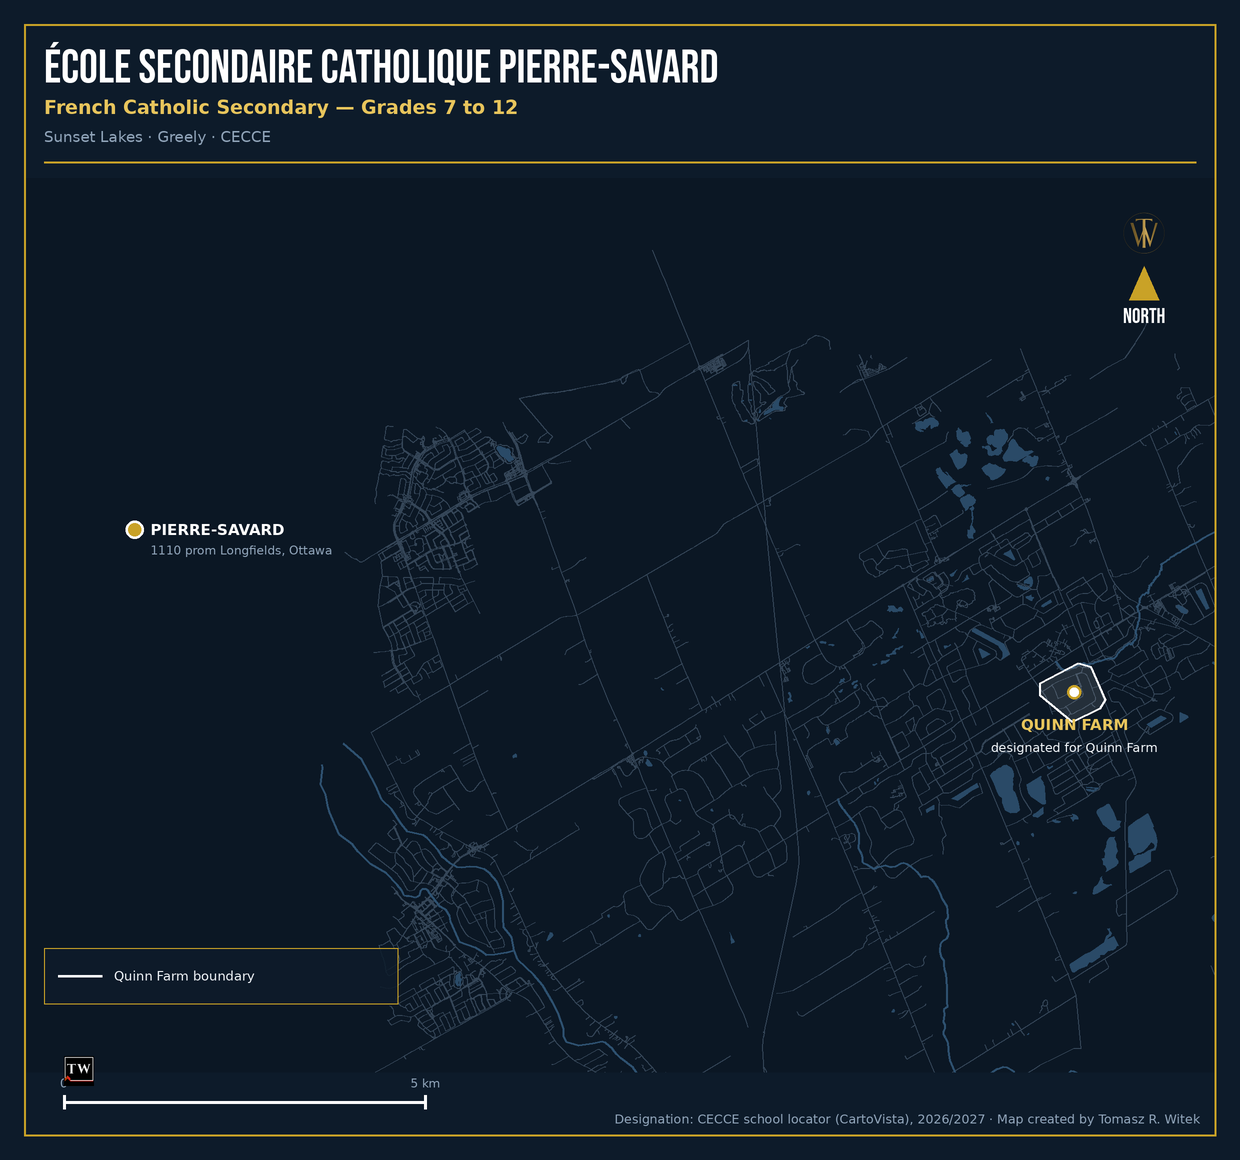 ÉCOLE SECONDAIRE CATHOLIQUE PIERRE-SAVARD
French Catholic Secondary — Grades 7 to 12
Sunset Lakes · Greely · CECCE
TW
NORTH
PIERRE-SAVARD
1110 prom Longfields, Ottawa
QUINN FARM
designated for Quinn Farm
Quinn Farm boundary
TW
0 5 km
Designation: CECCE school locator (CartoVista), 2026/2027 · Map created by Tomasz R. Witek